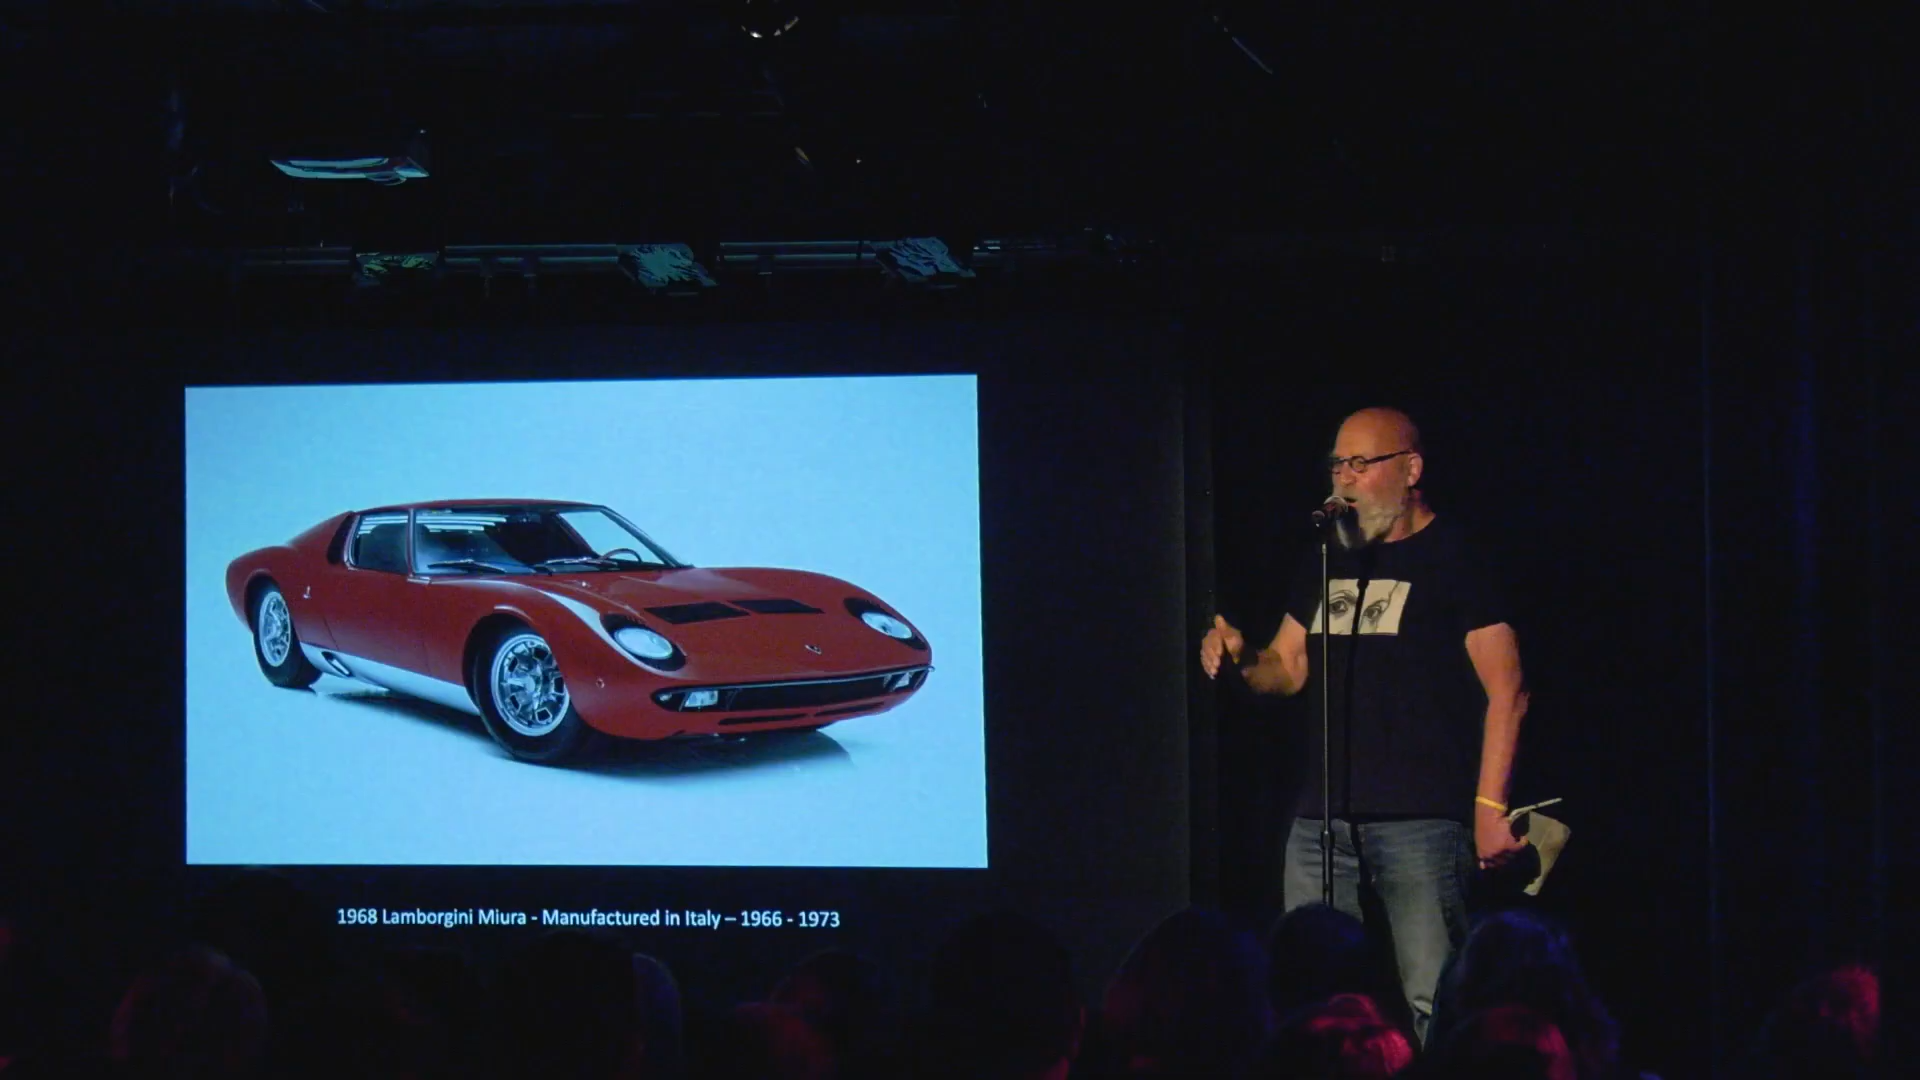 1968 Lamborgini Miura - Manufactured in Italy – 1966 - 1973